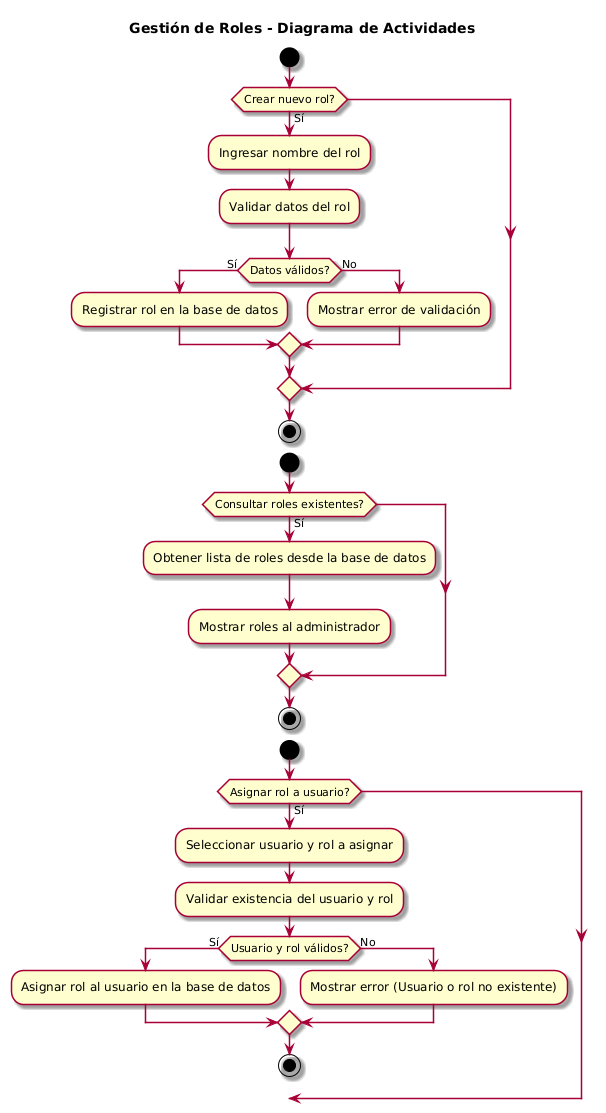 Gestión de Roles - Diagrama de Actividades
Crear nuevo rol?
Sí
Ingresar nombre del rol
Validar datos del rol
Sí
Datos válidos?
No
Registrar rol en la base de datos
Mostrar error de validación
Consultar roles existentes?
Sí
Obtener lista de roles desde la base de datos
Mostrar roles al administrador
Asignar rol a usuario?
Sí
Seleccionar usuario y rol a asignar
Validar existencia del usuario y rol
Sí
Usuario y rol válidos?
No
Asignar rol al usuario en la base de datos
Mostrar error (Usuario o rol no existente)